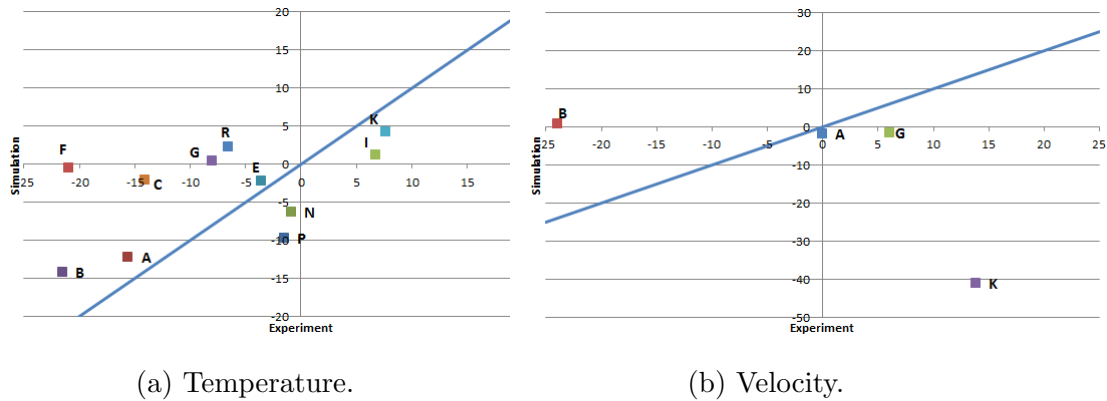 20
15
10
5
0
-5
-10
-15
-20
25 -20 -15 -10 -5 0 5 10 15
Simulation
Experiment
F
R
G
C
E
K
I
N
P
A
B
(a) Temperature.
30
20
10
0
-10
-20
-30
-40
-50
-25 -20 -15 -10 -5 0 5 10 15 20 25
Simulation
Experiment
B
A
G
K
(b) Velocity.